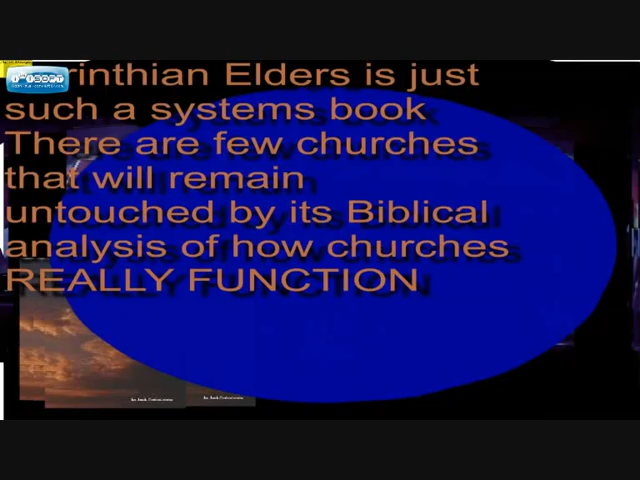 rinthian Elders is just
such a systems book
There are few churches
that will remain
untouched by its Biblical
analysis of how churches
REALLY FUNCTION